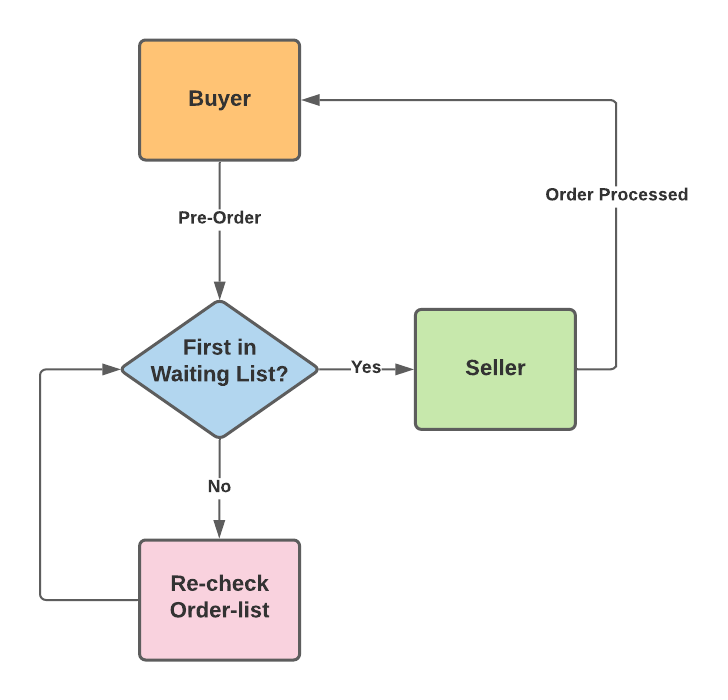 Buyer
Order Processed
Pre-Order
First in
Waiting List?
Yes
Seller
No
Re-check
Order-list